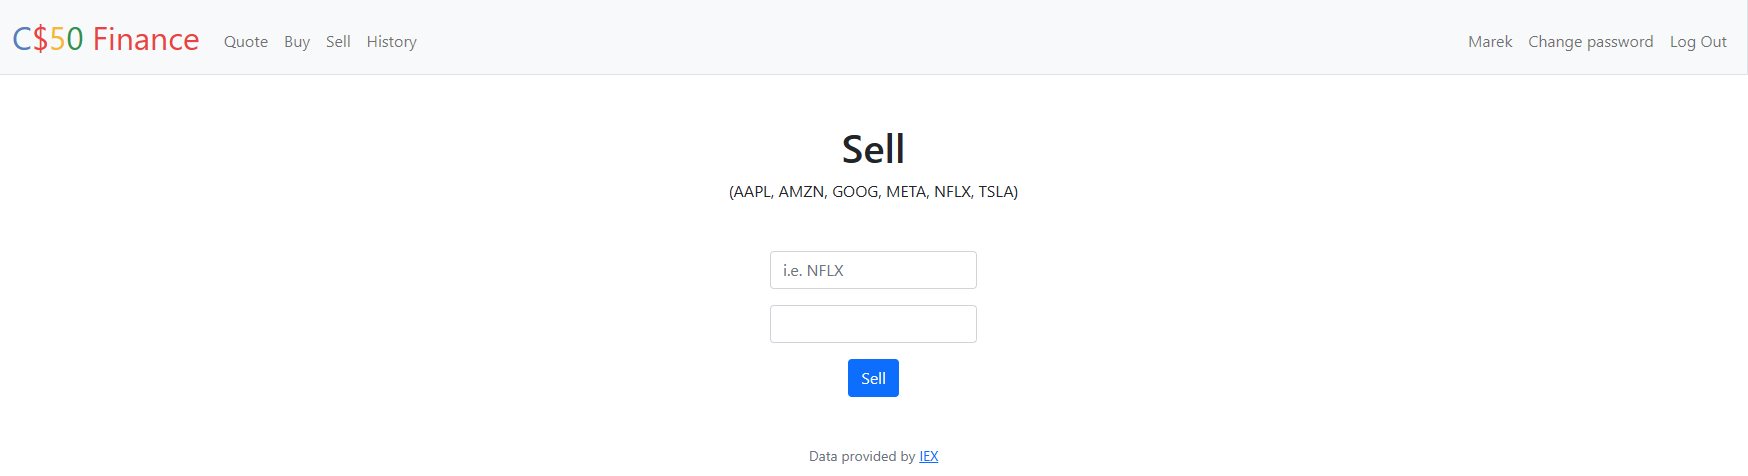 C$50 Finance Quote Buy Sell History Marek Change password Log Out
Sell
(AAPL, AMZN, GOOG, META, NFLX, TSLA)
i.e. NFLX
Sell
Data provided by IEX